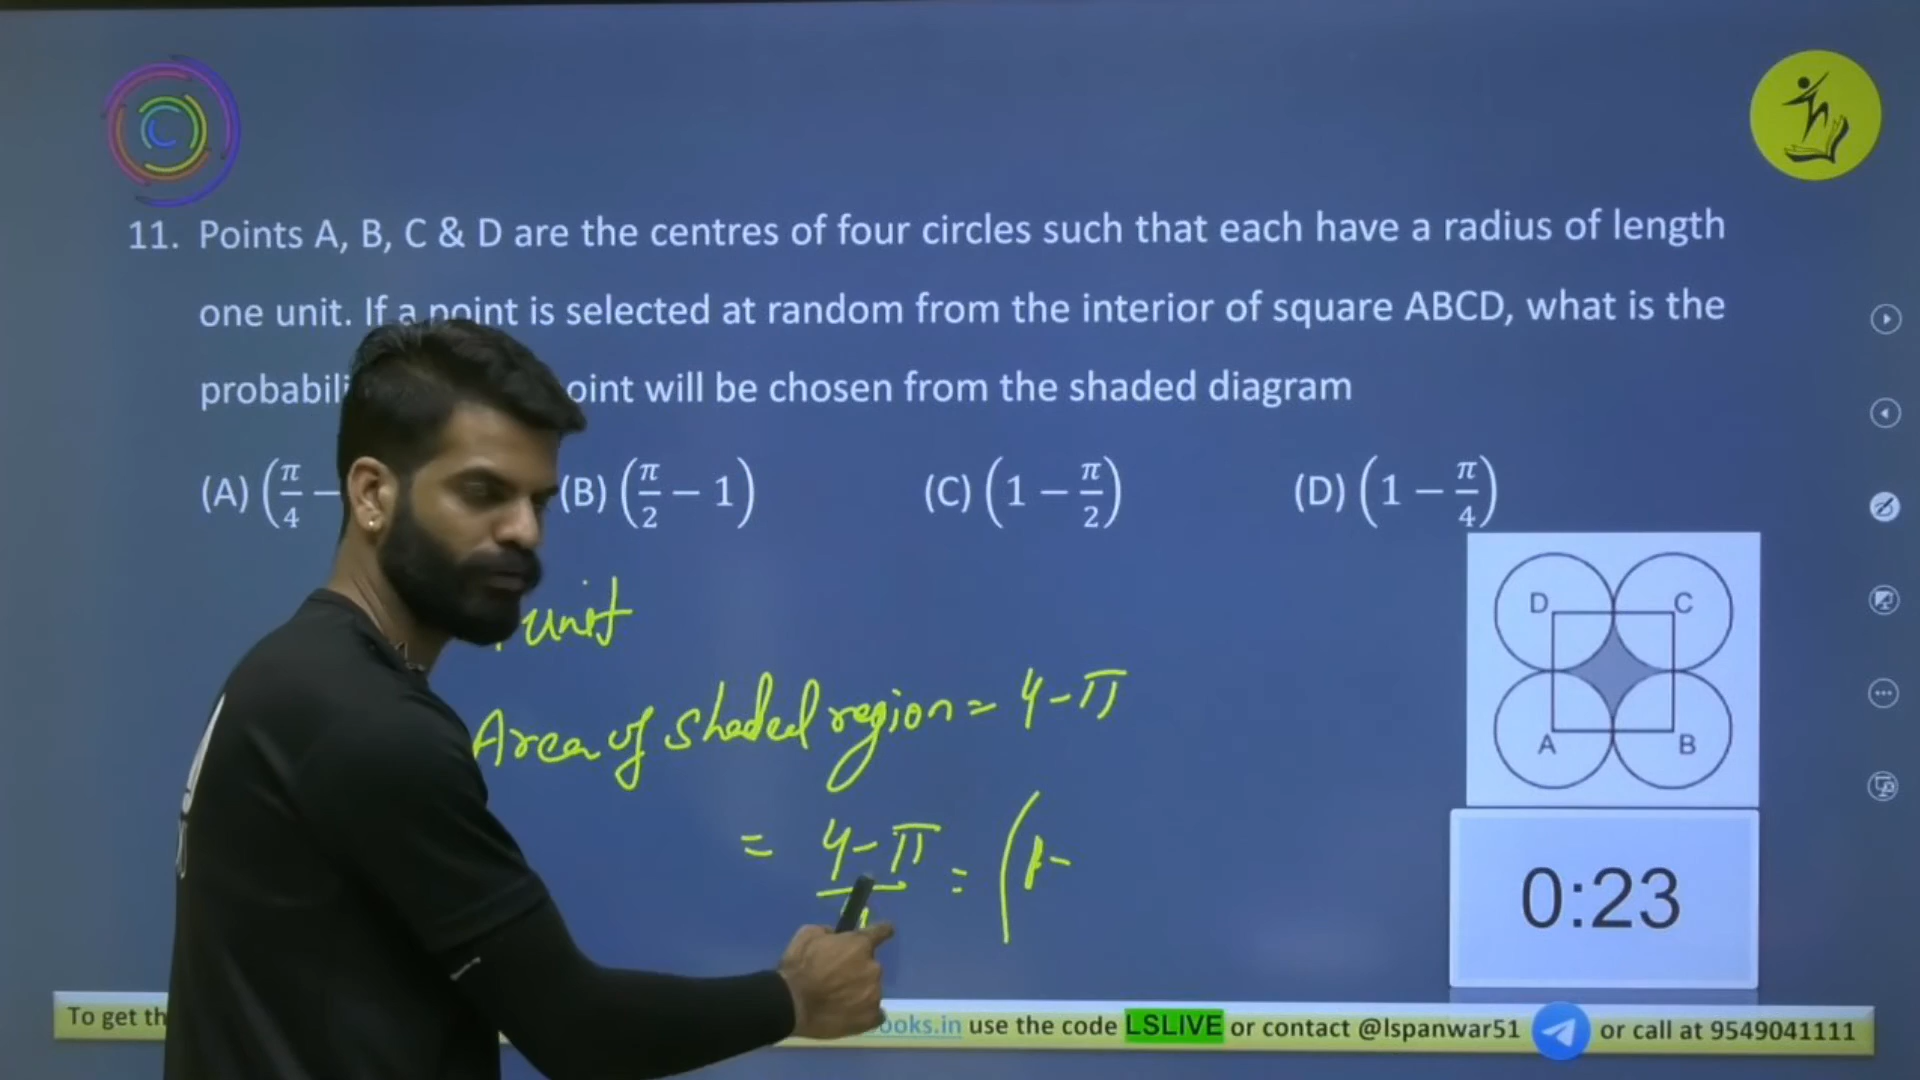 11. Points A, B, C & D are the centres of four circles such that each have a radius of length
one unit. If a point is selected at random from the interior of square ABCD, what is the
probabili oint will be chosen from the shaded diagram
(A) (π/4 − (B) (π/2 − 1) (C) (1 − π/2) (D) (1 − π/4)
unit
Area of shaded region = 4 - π
= 4 - π = (1 -
D C
A B
0:23
To get th ooks.in use the code LSLIVE or contact @lspanwar51 or call at 9549041111